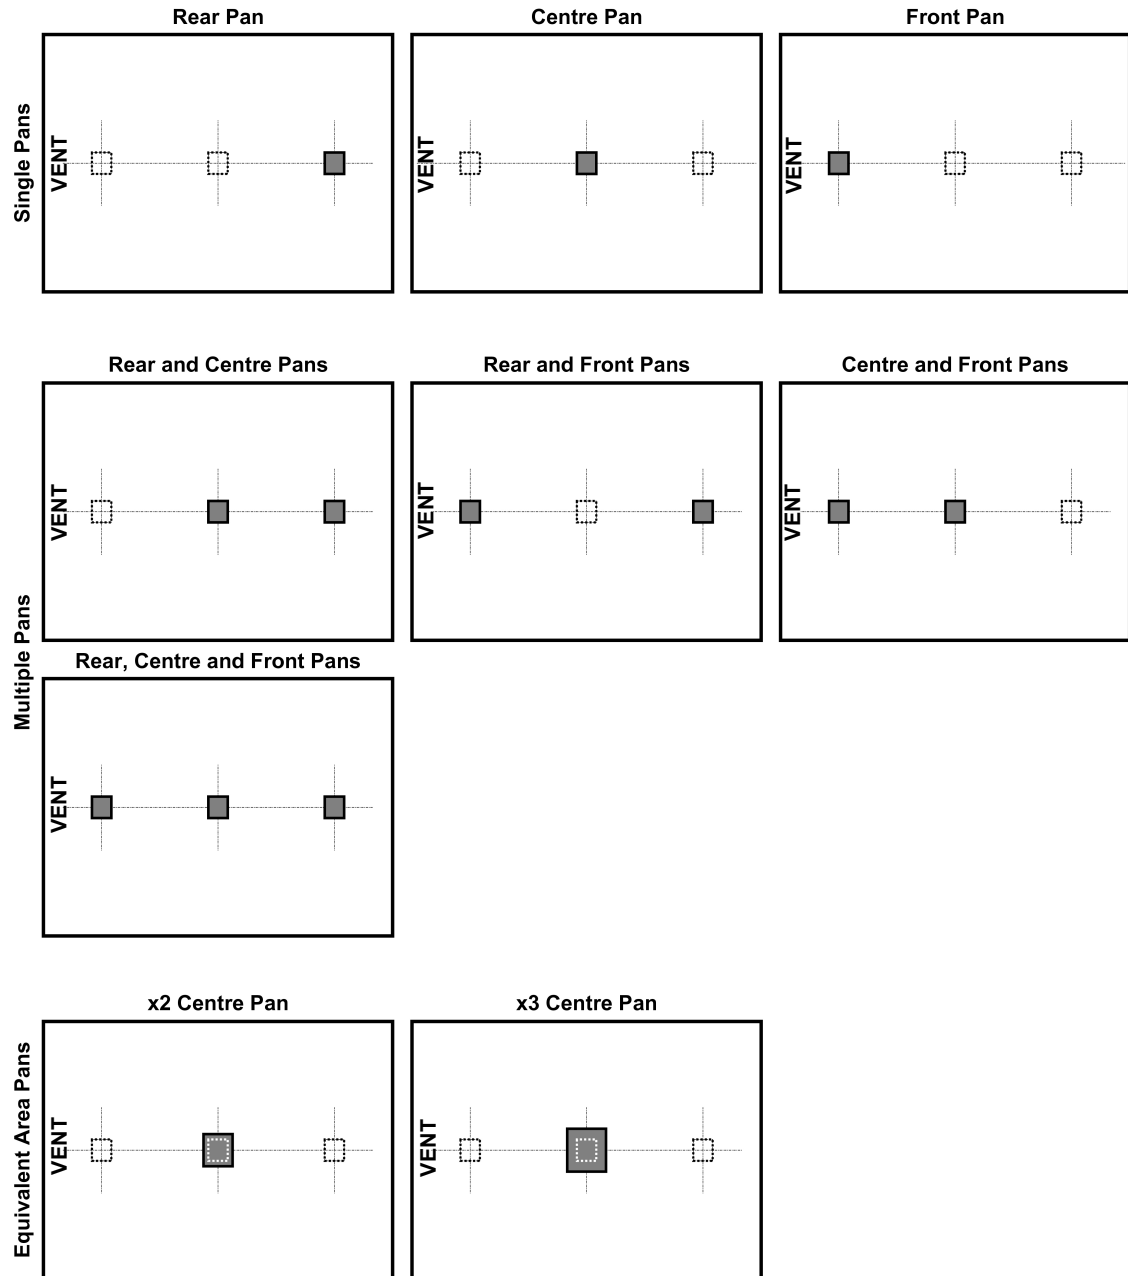 Rear Pan
Centre Pan
Front Pan
Single Pans
VENT
VENT
VENT
Rear and Centre Pans
Rear and Front Pans
Centre and Front Pans
Multiple Pans
VENT
VENT
VENT
Rear, Centre and Front Pans
VENT
x2 Centre Pan
x3 Centre Pan
Equivalent Area Pans
VENT
VENT